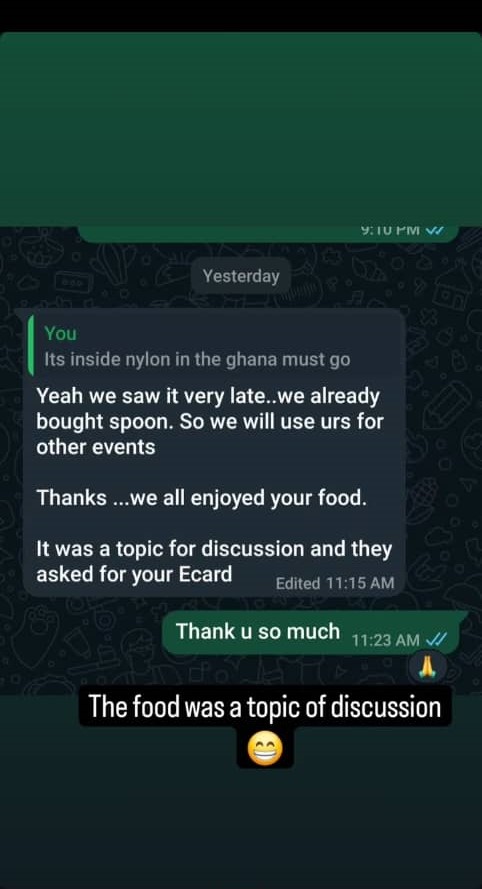 9:10 PM
Yesterday
You
Its inside nylon in the ghana must go
Yeah we saw it very late..we already
bought spoon. So we will use urs for
other events
Thanks ...we all enjoyed your food.
It was a topic for discussion and they
asked for your Ecard
Edited 11:15 AM
Thank u so much
11:23 AM
The food was a topic of discussion